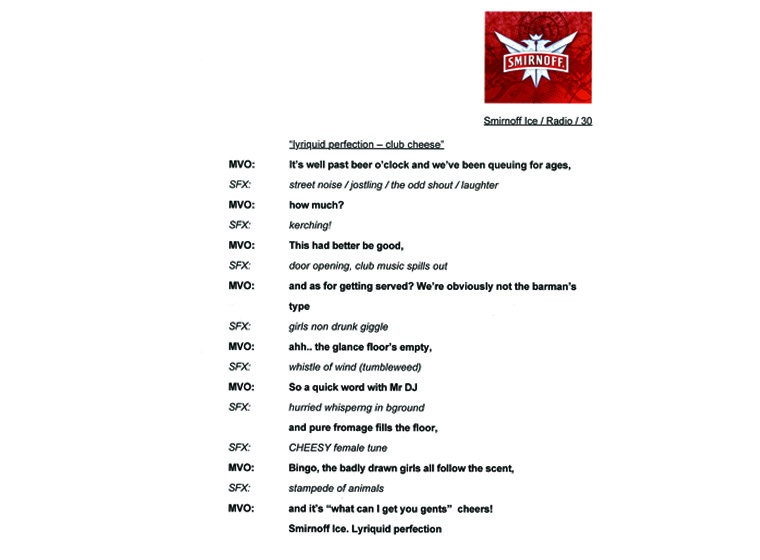 SMIRNOFF.
Smirnoff Ice / Radio / 30
"lyriquid perfection – club cheese"
MVO: It's well past beer o'clock and we've been queuing for ages,
SFX: street noise / jostling / the odd shout / laughter
MVO: how much?
SFX: kerching!
MVO: This had better be good,
SFX: door opening, club music spills out
MVO: and as for getting served? We're obviously not the barman's
type
SFX: girls non drunk giggle
MVO: ahh.. the glance floor's empty,
SFX: whistle of wind (tumbleweed)
MVO: So a quick word with Mr DJ
SFX: hurried whisperng in bground
and pure fromage fills the floor,
SFX: CHEESY female tune
MVO: Bingo, the badly drawn girls all follow the scent,
SFX: stampede of animals
MVO: and it's "what can I get you gents" cheers!
Smirnoff Ice. Lyriquid perfection